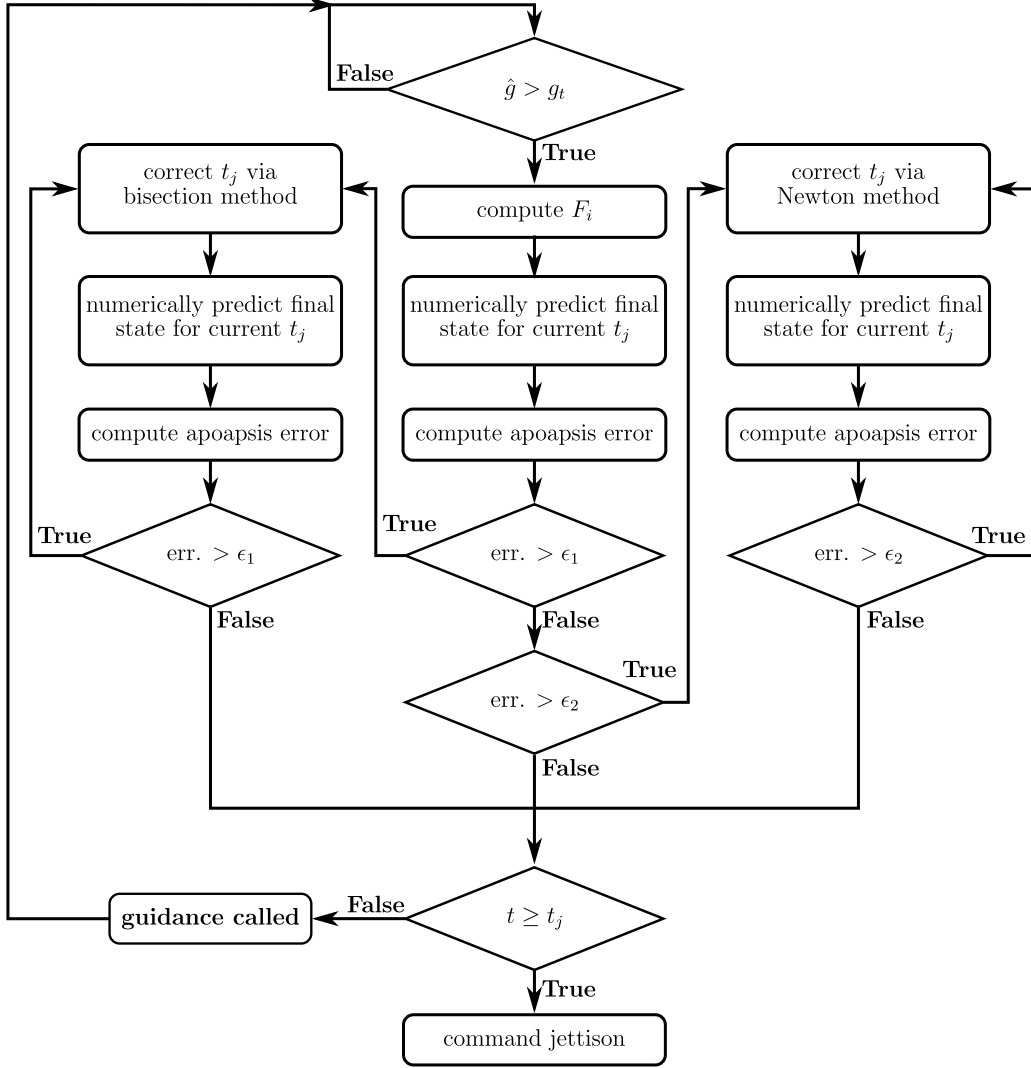 False
ĝ > g_t
True
correct t_j via
bisection method
compute F_i
correct t_j via
Newton method
numerically predict final
state for current t_j
numerically predict final
state for current t_j
numerically predict final
state for current t_j
compute apoapsis error
compute apoapsis error
compute apoapsis error
True
err. > ϵ_1
False
True
err. > ϵ_1
False
err. > ϵ_2
True
False
True
err. > ϵ_2
False
guidance called
False
t ≥ t_j
True
command jettison